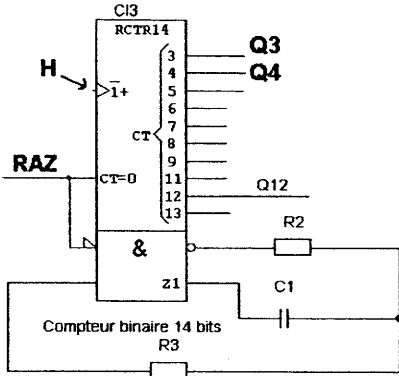 CI3
RCTR14
H
1+
CT
3 Q3
4 Q4
5
6
7
8
9
11
12 Q12
13
RAZ
CT=0
&
R2
Z1
C1
Compteur binaire 14 bits
R3